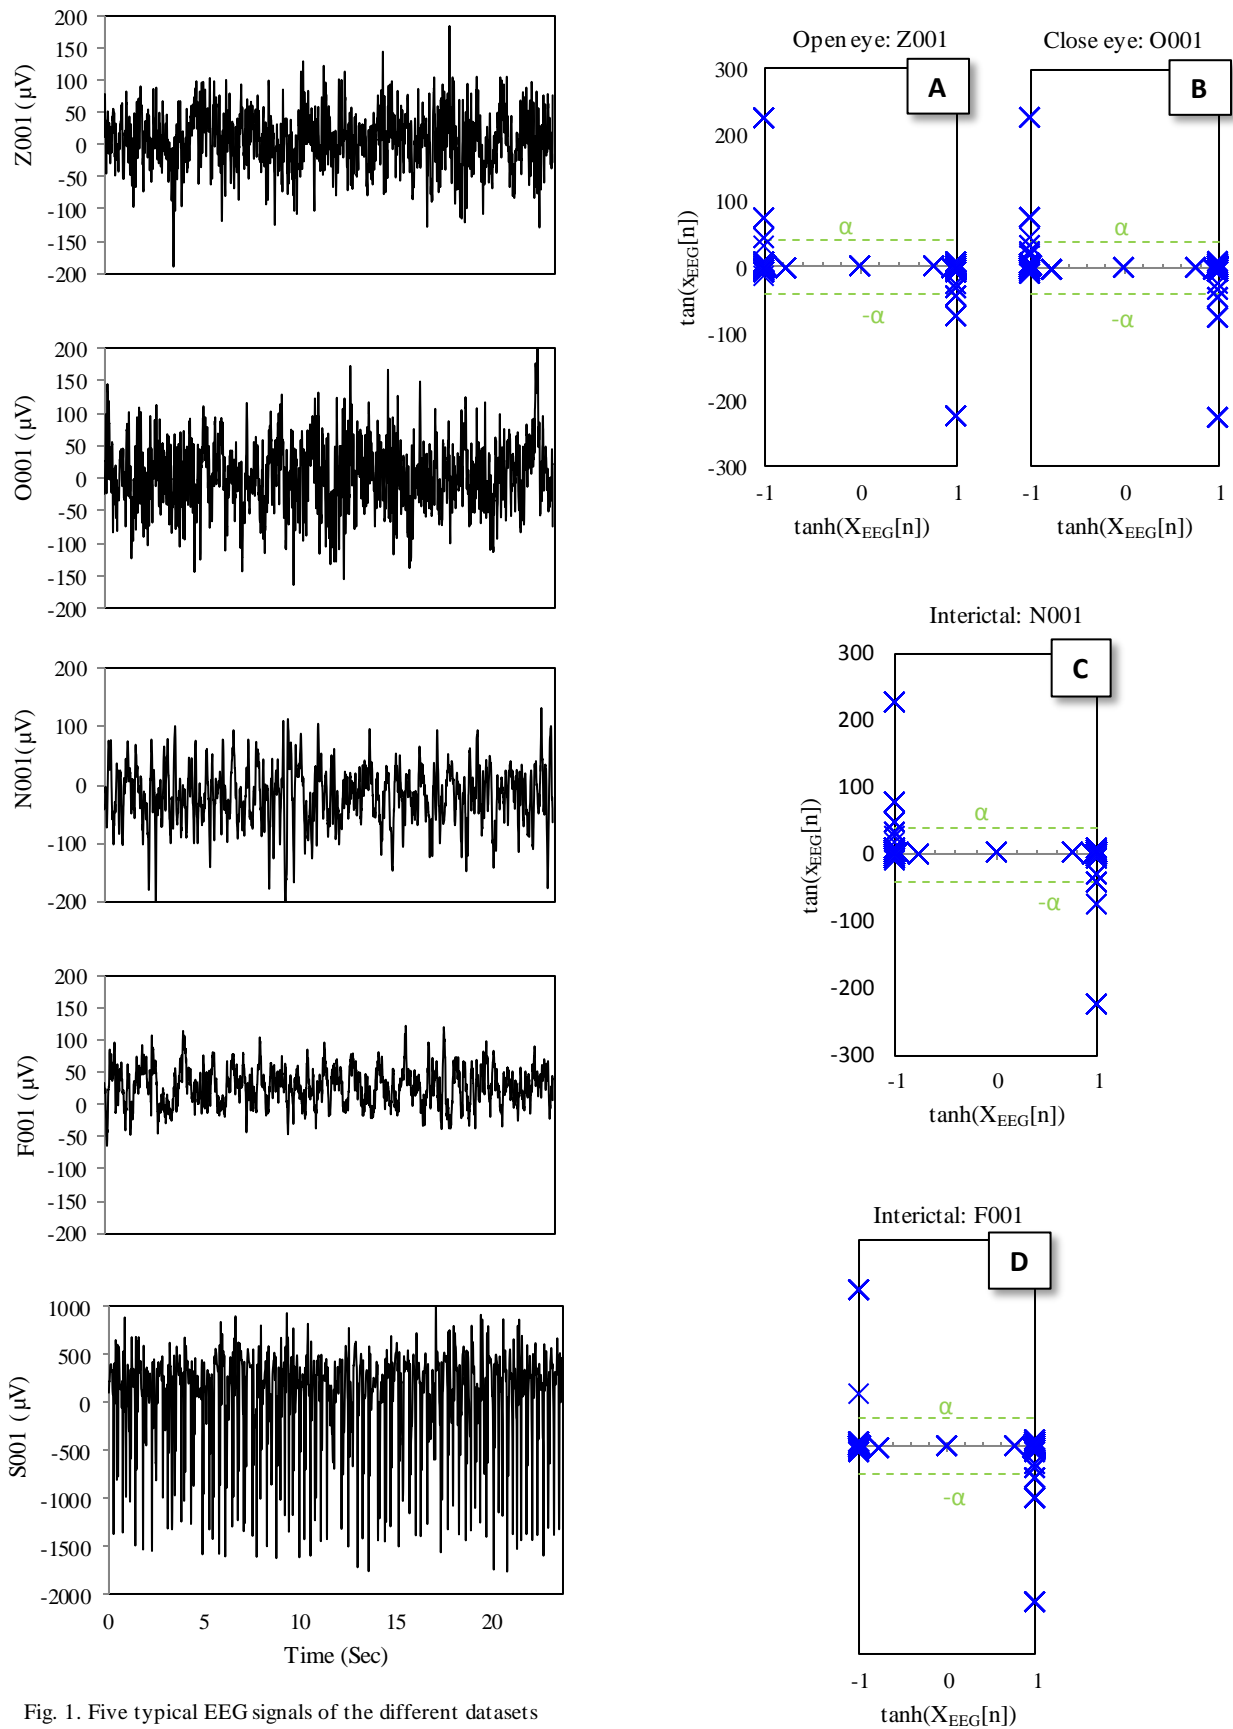 200
150
100
50
0
-50
-100
-150
-200
Z001 (µV)
200
150
100
50
0
-50
-100
-150
-200
O001 (µV)
200
100
0
-100
-200
N001(µV)
200
150
100
50
0
-50
-100
-150
-200
F001 (µV)
1000
500
0
-500
-1000
-1500
-2000
S001 (µV)
0 5 10 15 20
Time (Sec)
Fig. 1. Five typical EEG signals of the different datasets
Open eye: Z001
A
300
200
100
0
-100
-200
-300
tan(xEEG[n])
α
-α
-1 0 1
tanh(XEEG[n])
Close eye: O001
B
α
-α
-1 0 1
tanh(XEEG[n])
Interictal: N001
C
300
200
100
0
-100
-200
-300
tan(xEEG[n])
α
-α
-1 0 1
tanh(XEEG[n])
Interictal: F001
D
α
-α
-1 0 1
tanh(XEEG[n])